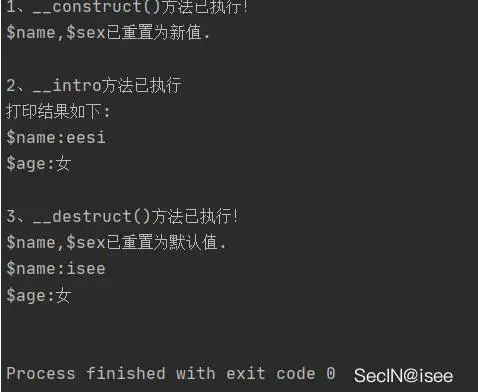 1、__construct()方法已执行!
$name,$sex已重置为新值.
2、__intro方法已执行
打印结果如下:
$name:eesi
$age:女
3、__destruct()方法已执行!
$name,$sex已重置为默认值.
$name:isee
$age:女
Process finished with exit code 0
SecIN@isee